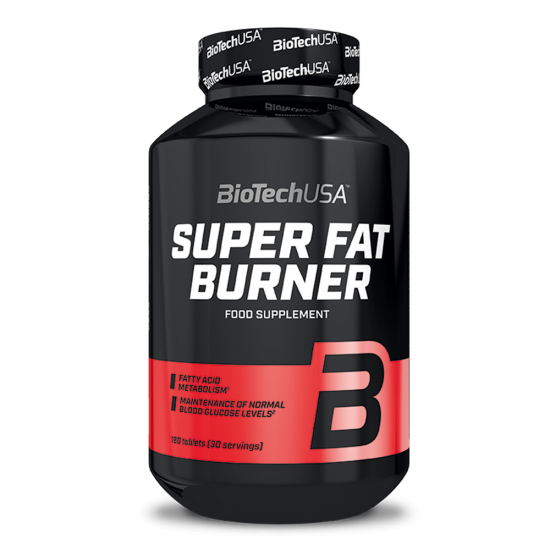 BioTechUSA
BioTechUSA
BioTechUSA
BioTechUSA
BioTechUSA™
SUPER FAT
BURNER
FOOD SUPPLEMENT
FATTY ACID
METABOLISM¹
MAINTENANCE OF NORMAL
BLOOD GLUCOSE LEVELS²
120 tablets (30 servings)
B